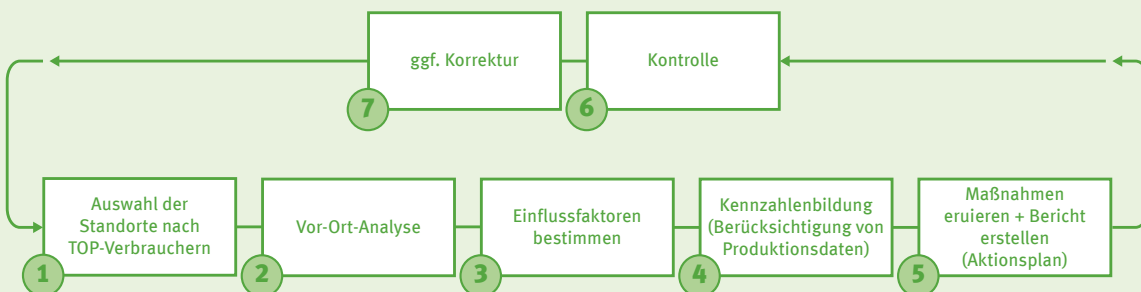 ggf. Korrektur
7
Kontrolle
6
Auswahl der
Standorte nach
TOP-Verbrauchern
1
Vor-Ort-Analyse
2
Einflussfaktoren
bestimmen
3
Kennzahlenbildung
(Berücksichtigung von
Produktionsdaten)
4
Maßnahmen
eruieren + Bericht
erstellen
(Aktionsplan)
5